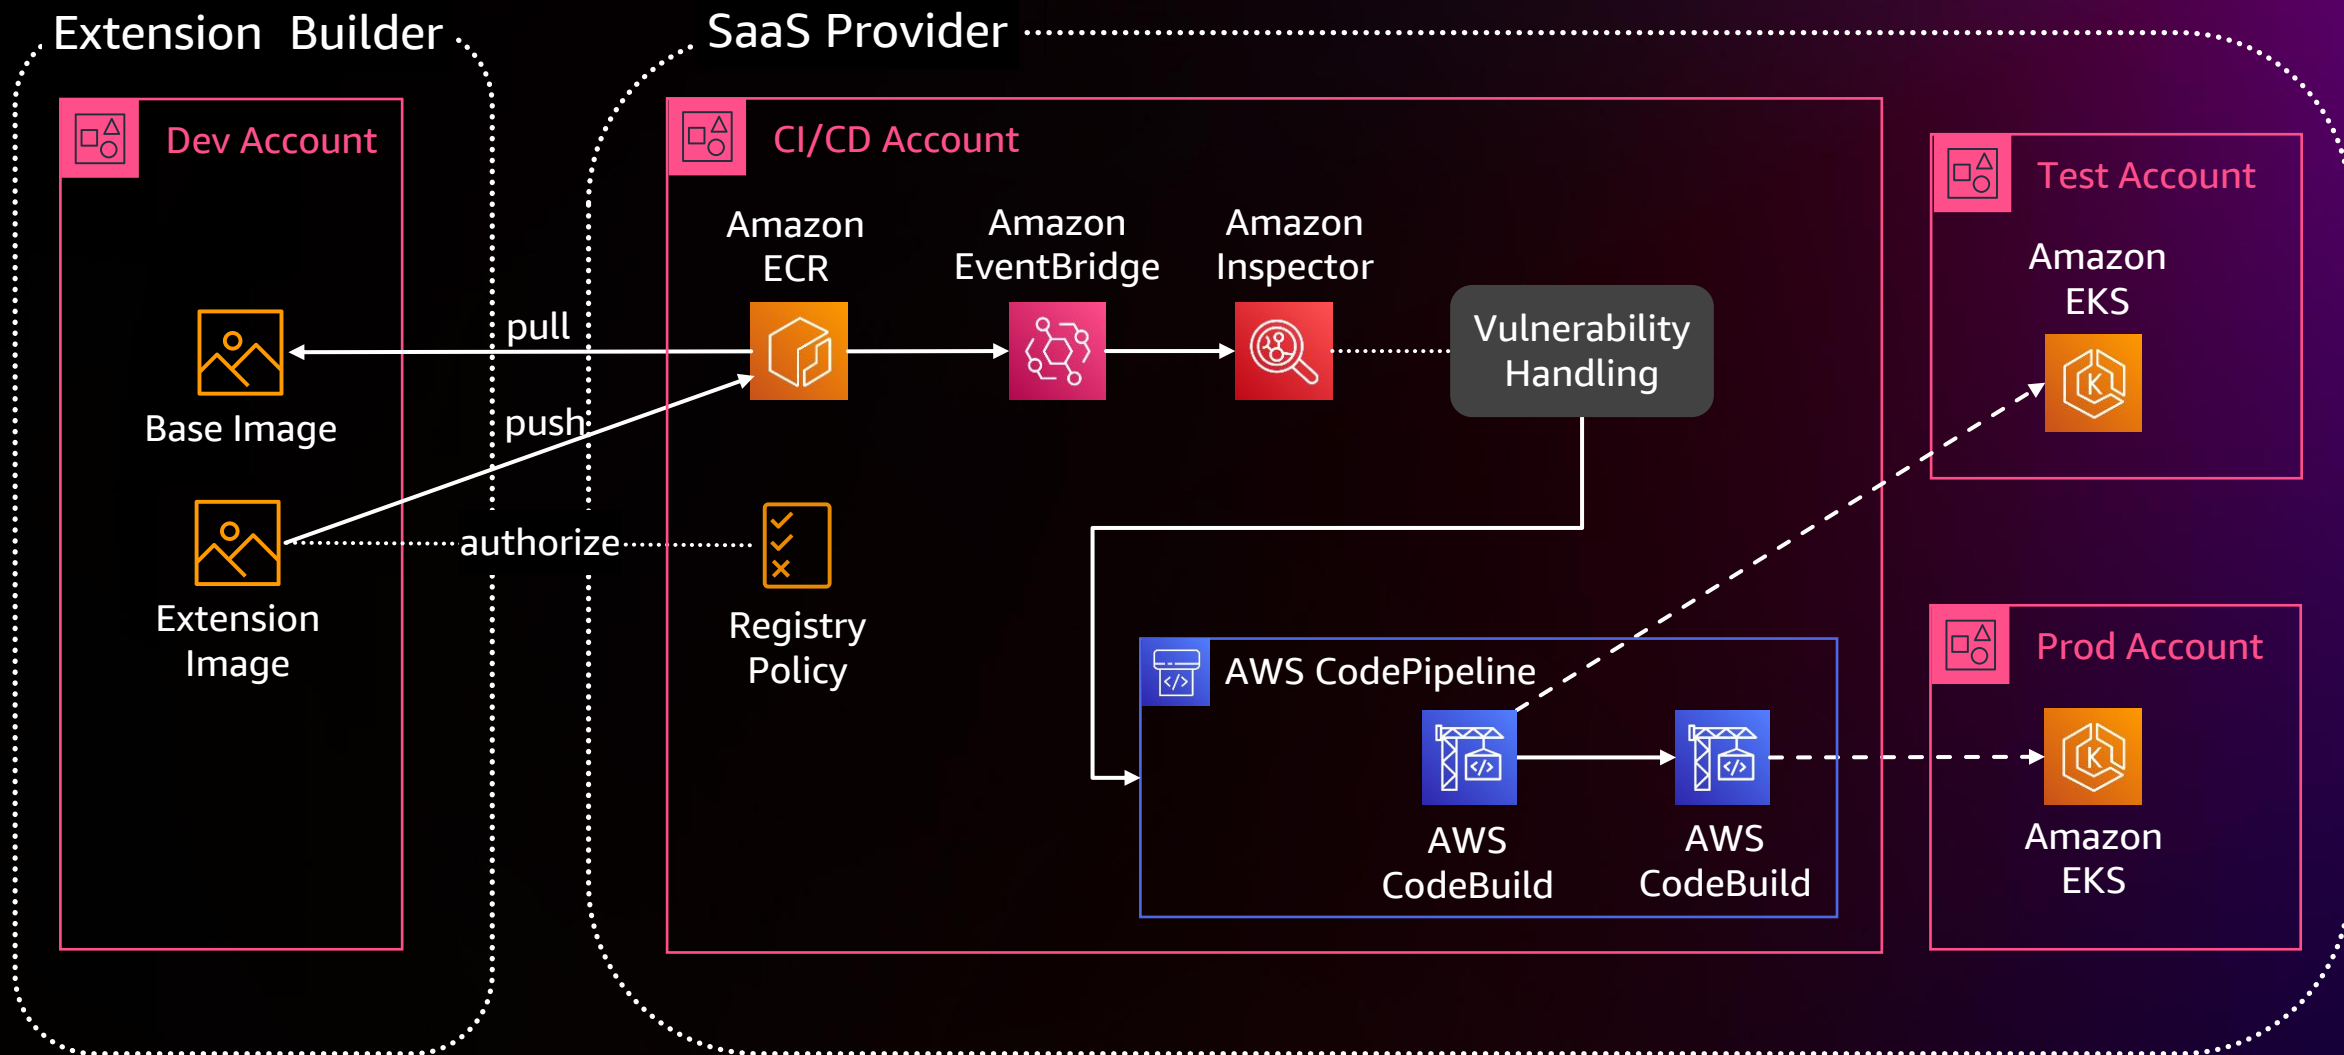 Extension Builder
SaaS Provider
Dev Account
Base Image
Extension
Image
pull
push
authorize
CI/CD Account
Amazon
ECR
Amazon
EventBridge
Amazon
Inspector
Vulnerability
Handling
Registry
Policy
</>
AWS CodePipeline
</>
AWS
CodeBuild
</>
AWS
CodeBuild
Test Account
Amazon
EKS
K
Prod Account
K
Amazon
EKS